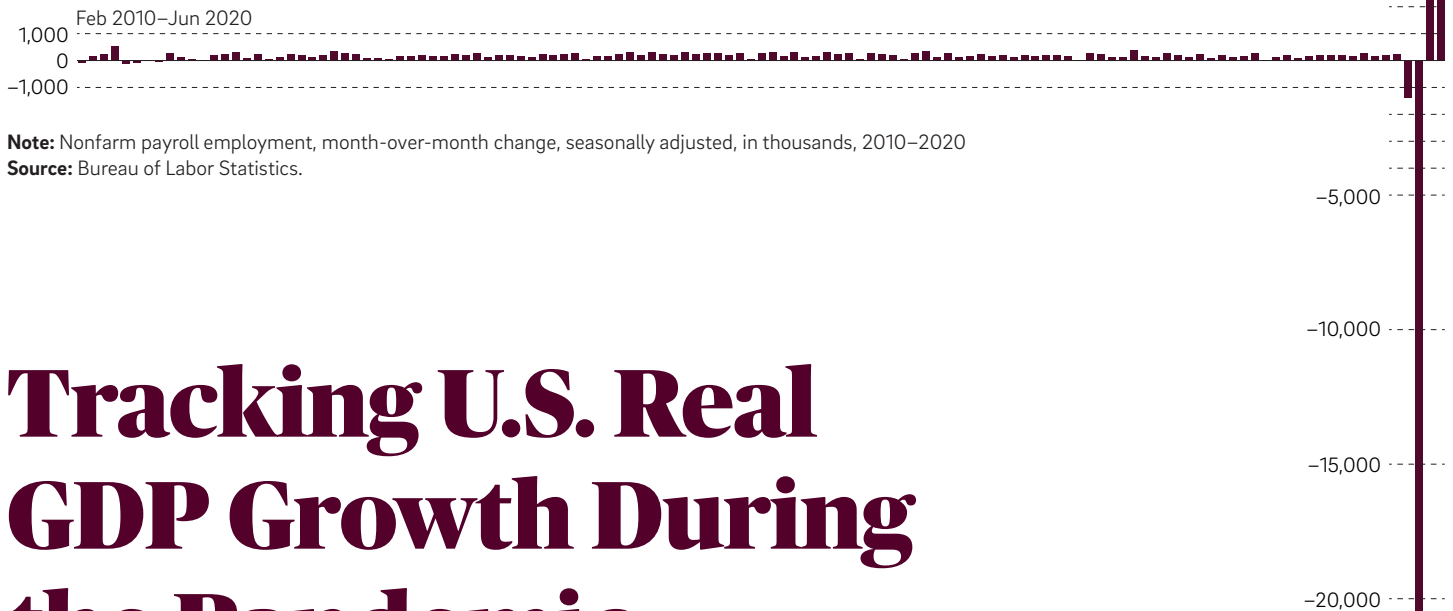 Feb 2010–Jun 2020
1,000
0
–1,000
Note: Nonfarm payroll employment, month-over-month change, seasonally adjusted, in thousands, 2010–2020
Source: Bureau of Labor Statistics.
–5,000
–10,000
Tracking U.S. Real
–15,000
GDP Growth During
the Pandemic
–20,000